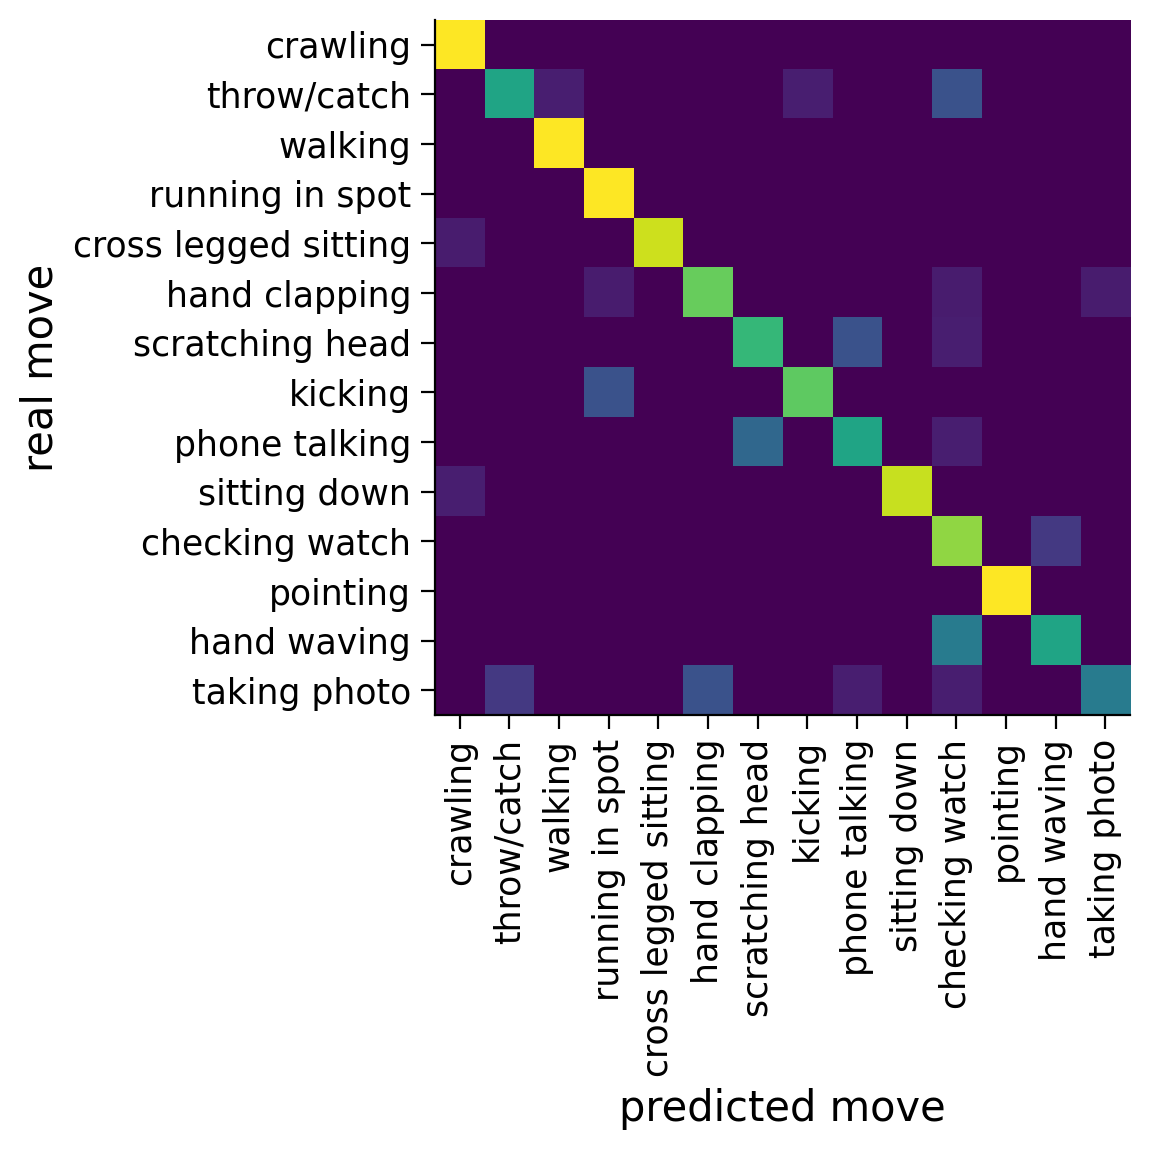 crawling
throw/catch
walking
running in spot
cross legged sitting
hand clapping
scratching head
kicking
phone talking
sitting down
checking watch
pointing
hand waving
taking photo
real move
crawling
throw/catch
walking
running in spot
cross legged sitting
hand clapping
scratching head
kicking
phone talking
sitting down
checking watch
pointing
hand waving
taking photo
predicted move